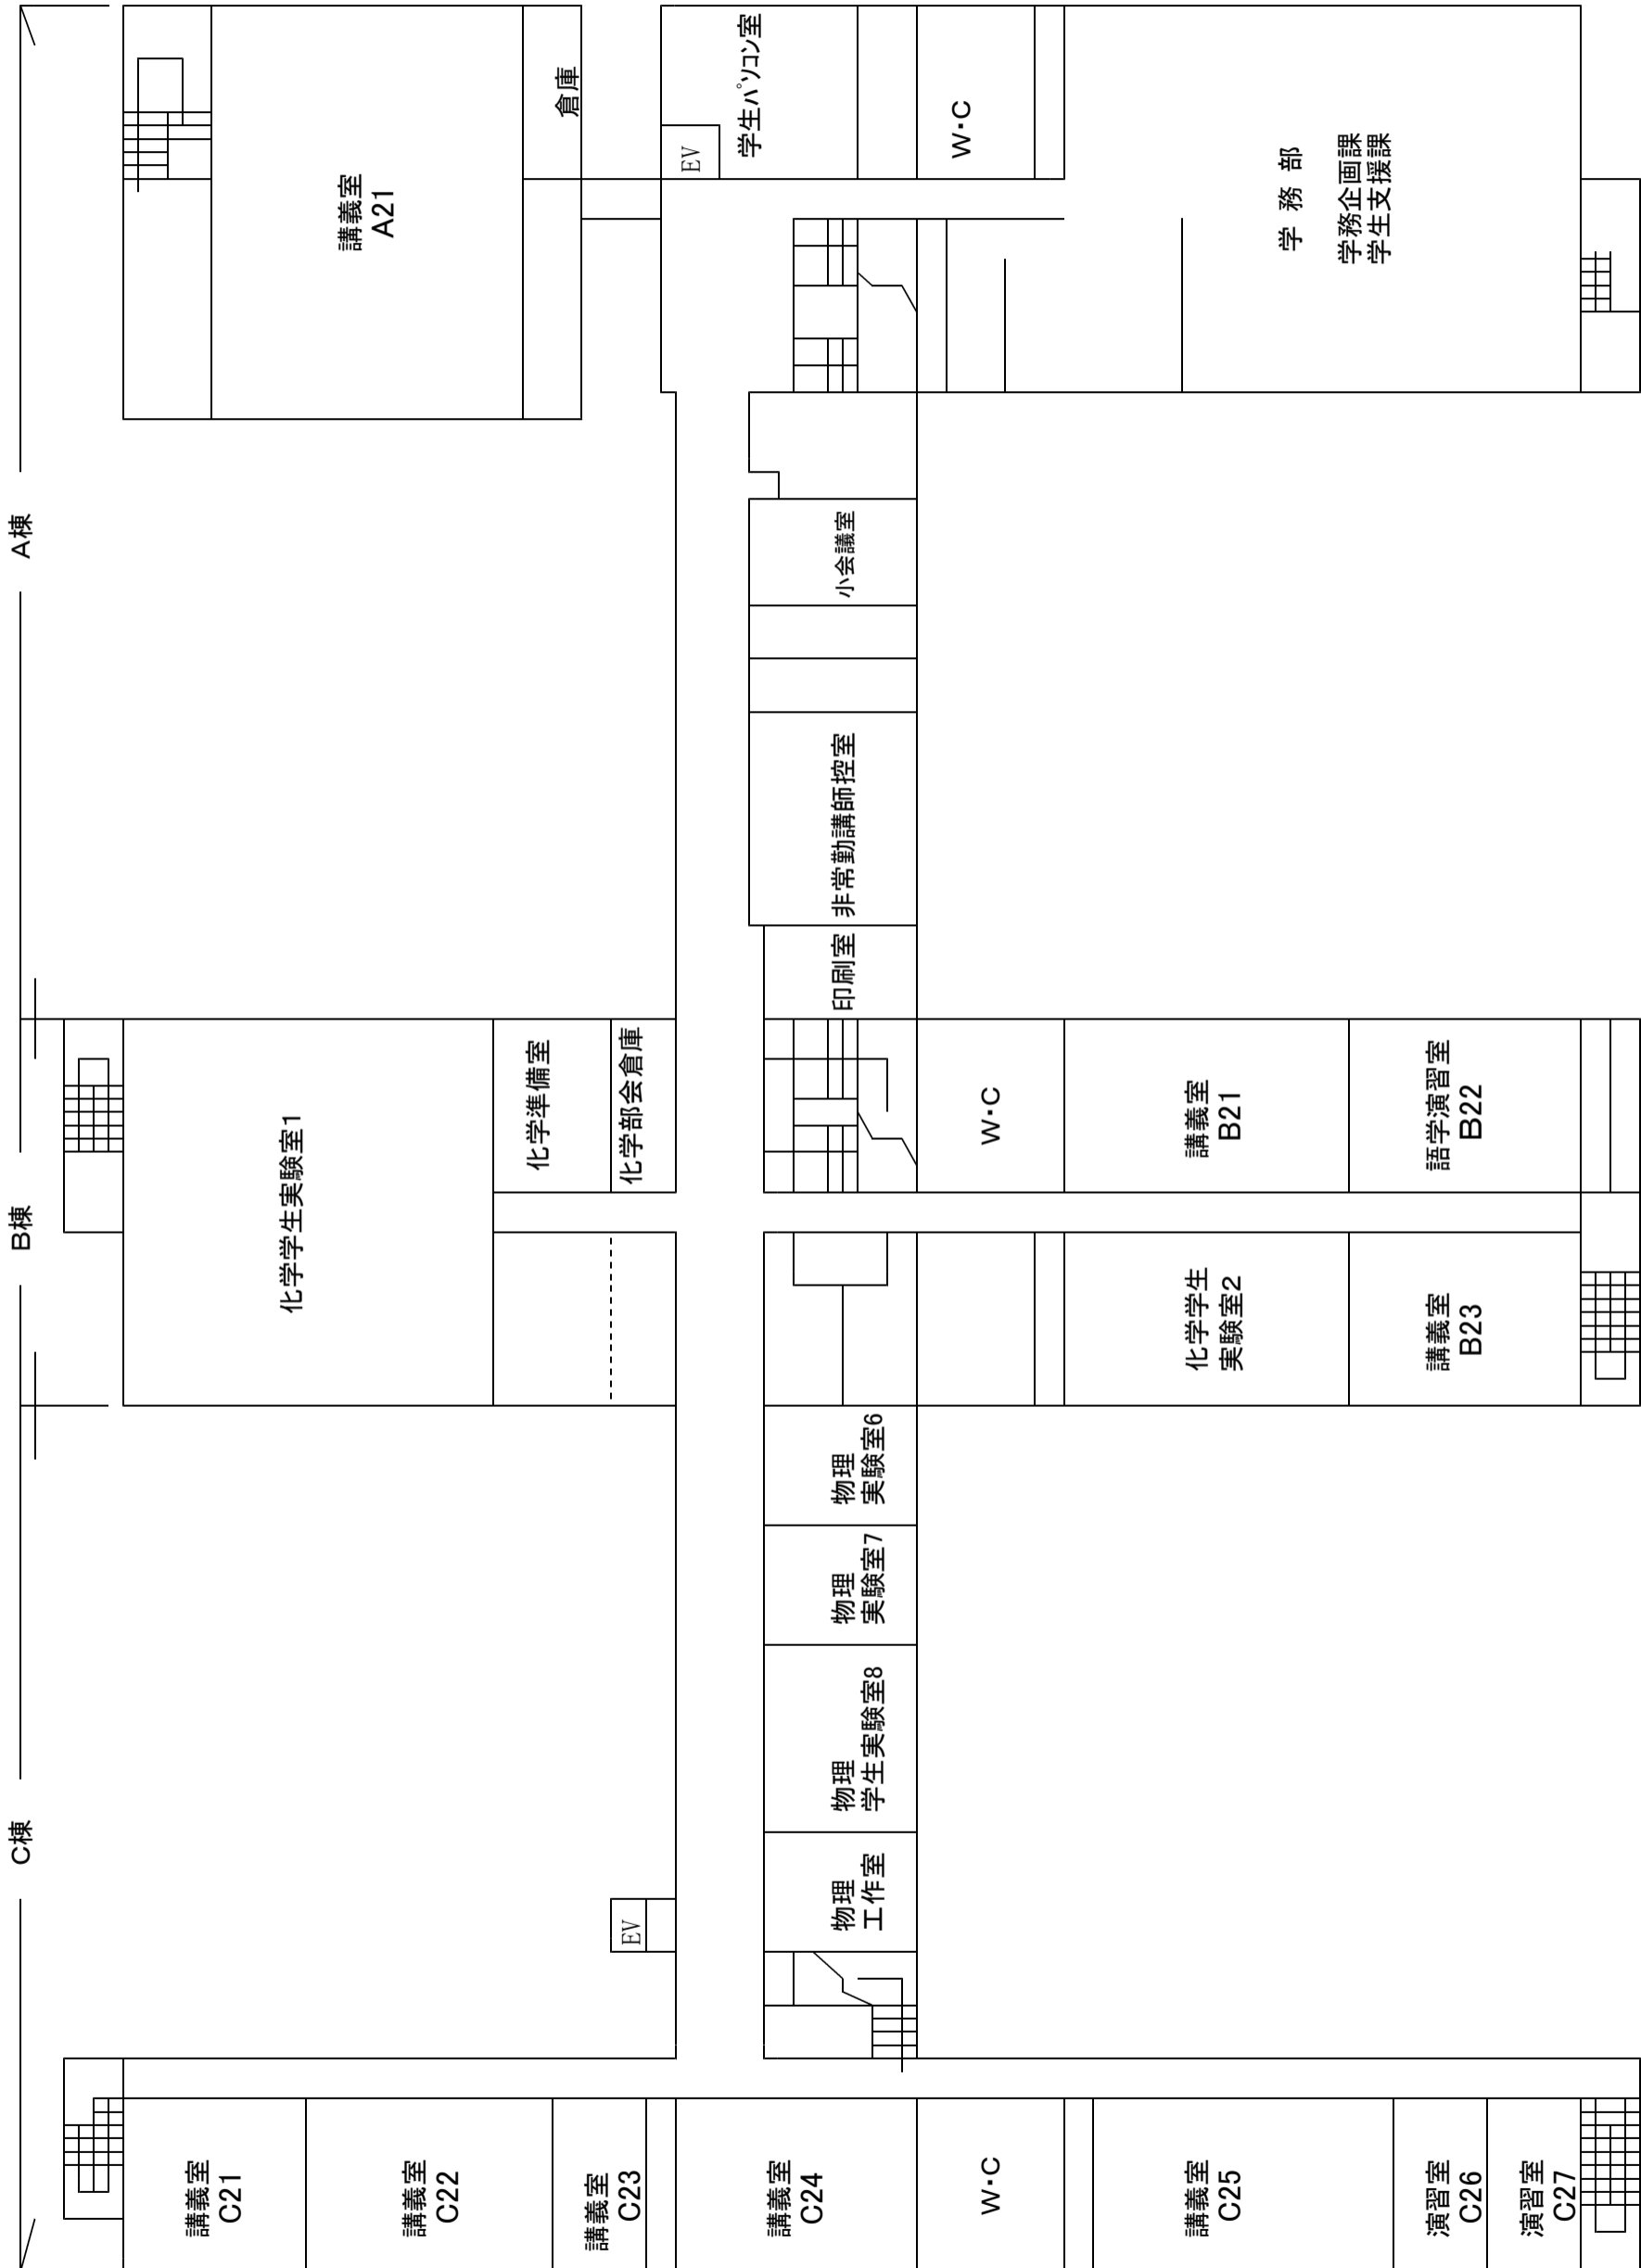 C棟
B棟
A棟
講義室
C21
講義室
C22
講義室
C23
講義室
C24
W・C
講義室
C25
演習室
C26
演習室
C27
EV
物理
工作室
物理
学生実験室8
物理
実験室7
物理
実験室6
化学学生実験室1
化学準備室
化学部会倉庫
W・C
化学学生
実験室2
講義室
B21
講義室
B23
語学演習室
B22
印刷室
非常勤講師控室
小会議室
講義室
A21
倉庫
EV
学生パソコン室
W・C
学務部
学務企画課
学生支援課